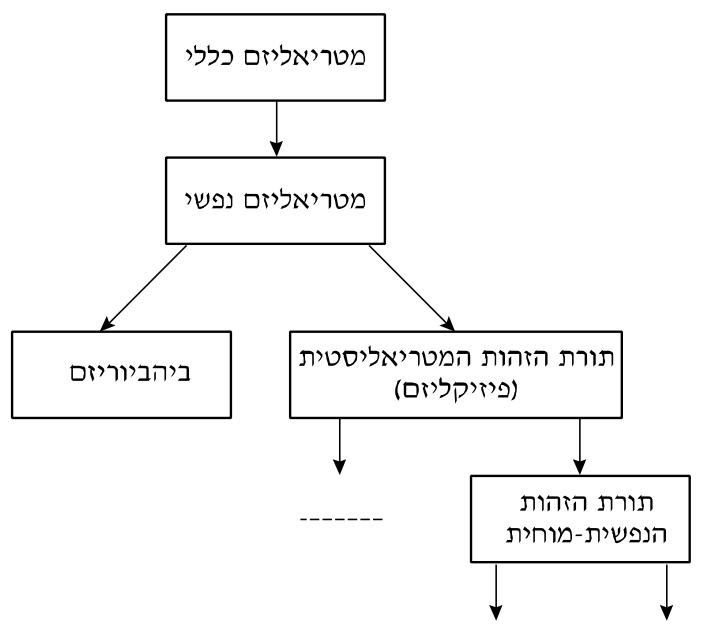 מטריאליזם כללי
מטריאליזם נפשי
ביהביוריזם
תורת הזהות המטריאליסטית
(פיזיקליזם)
תורת הזהות
הנפשית-מוחית